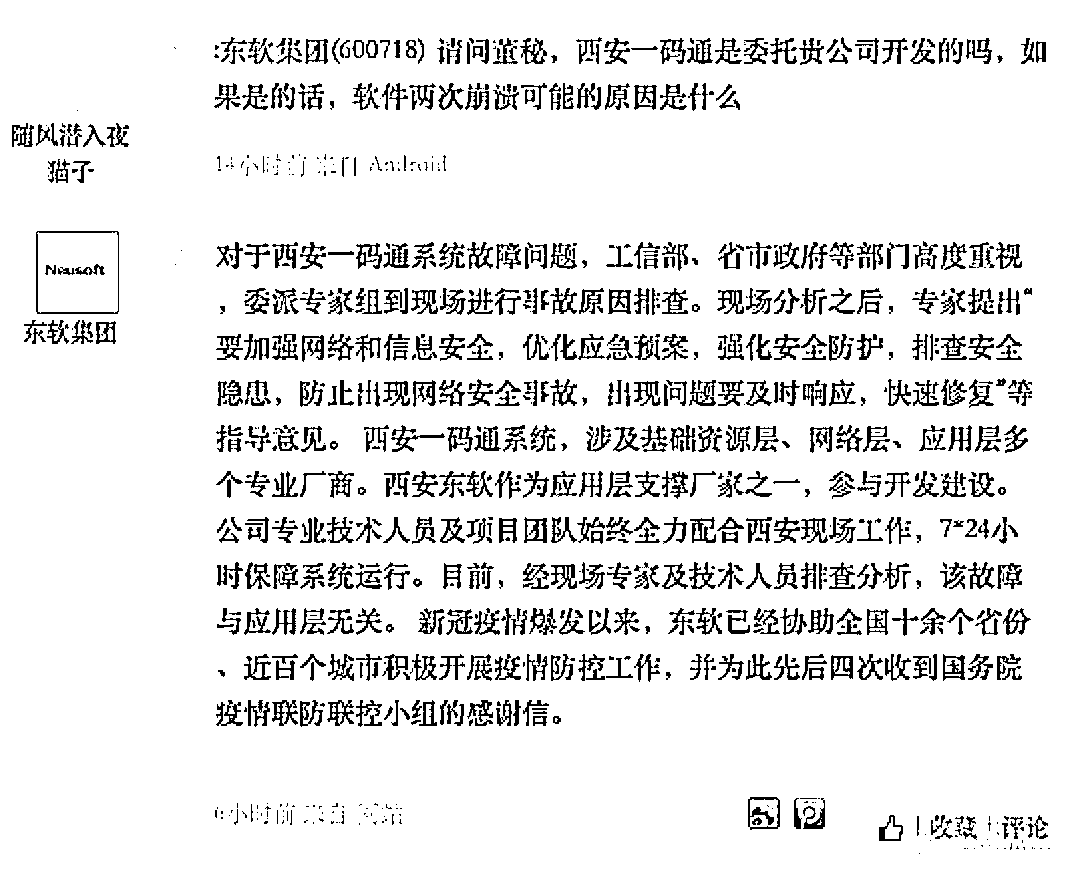 :东软集团(600718) 请问董秘，西安一码通是委托贵公司开发的吗，如
果是的话，软件两次崩溃可能的原因是什么
随风潜入夜
猫子
14小时前 来自 Android
Neusoft
东软集团
对于西安一码通系统故障问题，工信部、省市政府等部门高度重视
，委派专家组到现场进行事故原因排查。现场分析之后，专家提出“
要加强网络和信息安全，优化应急预案，强化安全防护，排查安全
隐患，防止出现网络安全事故，出现问题要及时响应，快速修复”等
指导意见。 西安一码通系统，涉及基础资源层、网络层、应用层多
个专业厂商。西安东软作为应用层支撑厂家之一，参与开发建设。
公司专业技术人员及项目团队始终全力配合西安现场工作，7*24小
时保障系统运行。目前，经现场专家及技术人员排查分析，该故障
与应用层无关。 新冠疫情爆发以来，东软已经协助全国十余个省份
、近百个城市积极开展疫情防控工作，并为此先后四次收到国务院
疫情联防联控小组的感谢信。
6小时前 来自 网站
收藏 评论